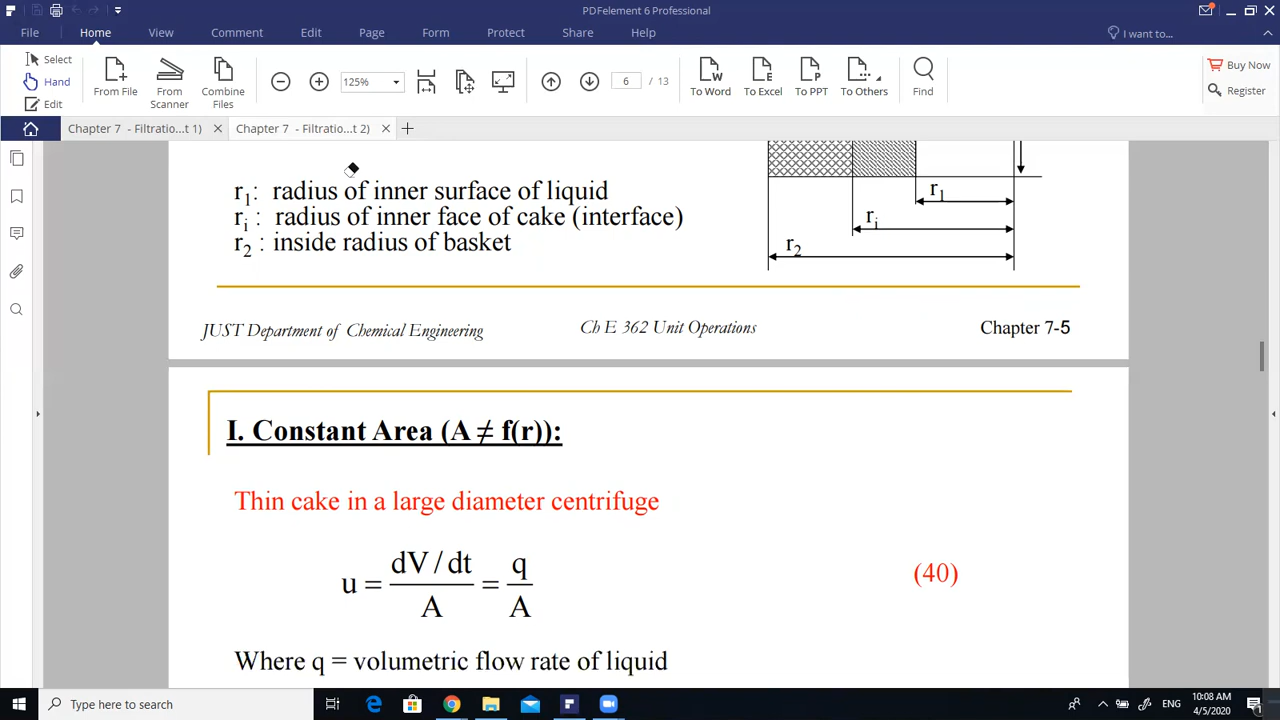 PDFelement 6 Professional
File Home View Comment Edit Form Page Protect Share Help I want to...
Select
Hand
Edit
From File
From Scanner
Combine Files
125%
6 / 13
To Word
To Excel
To PPT
To Others
Find
Buy Now
Register
Chapter 7 - Filtratio...t 1) × Chapter 7 - Filtratio...t 2) × +
r1: radius of inner surface of liquid
ri : radius of inner face of cake (interface)
r2 : inside radius of basket
r1
ri
r2
JUST Department of Chemical Engineering Ch E 362 Unit Operations Chapter 7-5
I. Constant Area (A ≠ f(r)):
Thin cake in a large diameter centrifuge
u = dV / dt / A = q / A (40)
Where q = volumetric flow rate of liquid
Type here to search
ENG
10:08 AM
4/5/2020